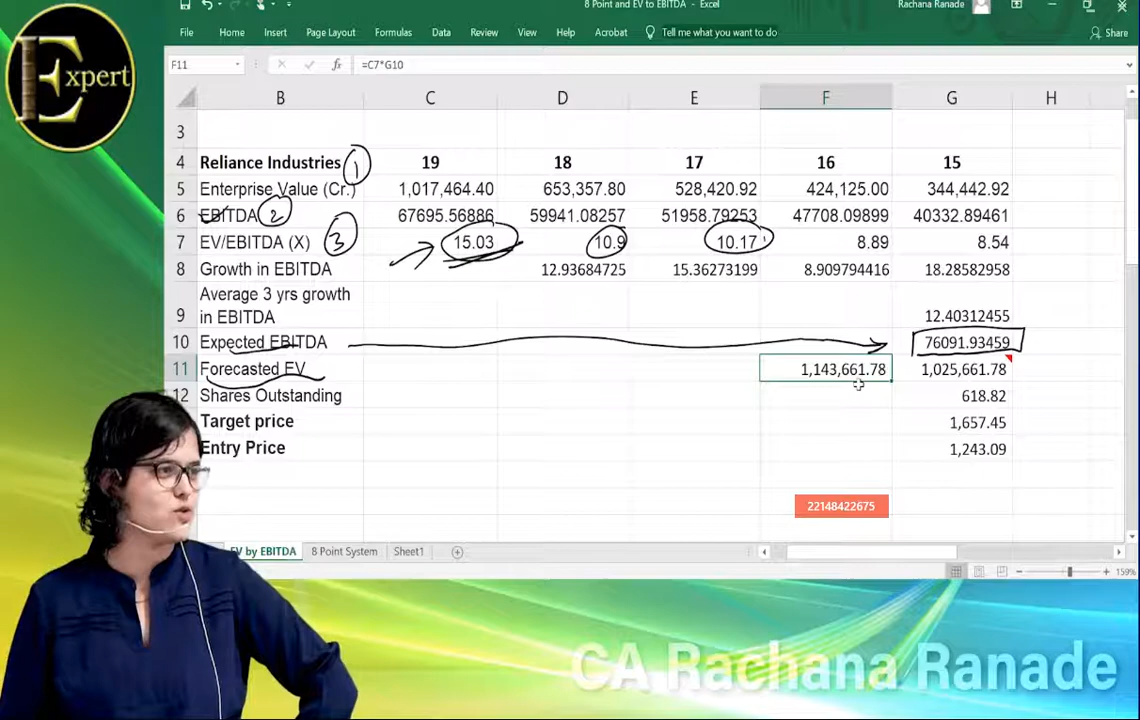 8 Point and EV to EBITDA - Excel
Rachana Ranade
File Home Insert Page Layout Formulas Data Review View Help Acrobat Tell me what you want to do Share
F11 fx =C7*G10
B C D E F G H
3
4 Reliance Industries 1 19 18 17 16 15
5 Enterprise Value (Cr.) 1,017,464.40 653,357.80 528,420.92 424,125.00 344,442.92
6 EBITDA 2 67695.56886 59941.08257 51958.79253 47708.09899 40332.89461
7 EV/EBITDA (X) 3 15.03 10.9 10.17 8.89 8.54
8 Growth in EBITDA 12.93684725 15.36273199 8.909794416 18.28582958
Average 3 yrs growth
9 in EBITDA 12.40312455
10 Expected EBITDA 76091.93459
11 Forecasted EV 1,143,661.78 1,025,661.78
12 Shares Outstanding 618.82
Target price 1,657.45
Entry Price 1,243.09
22148422675
EV by EBITDA 8 Point System Sheet1
159%
Expert
CA Rachana Ranade